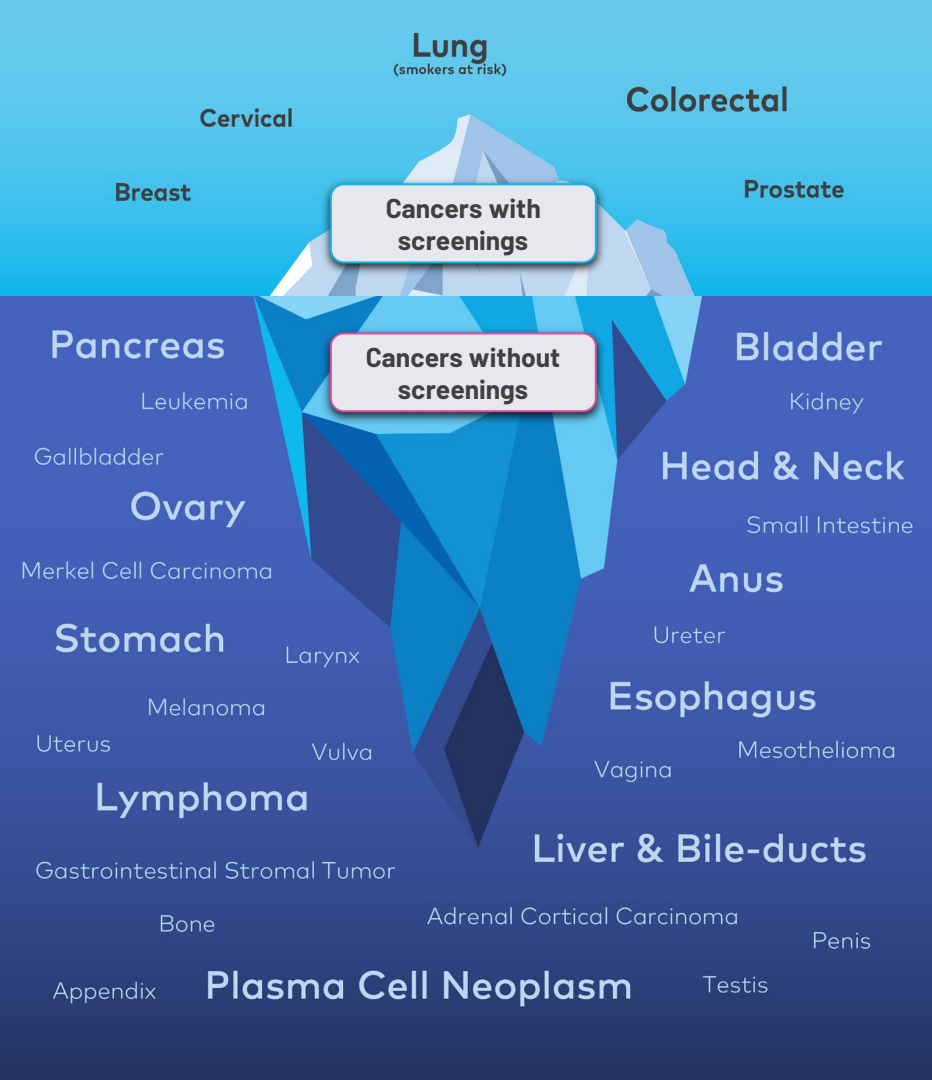 Lung
(smokers at risk)
Colorectal
Cervical
Breast
Prostate
Cancers with
screenings
Pancreas
Bladder
Cancers without
screenings
Leukemia
Kidney
Gallbladder
Head & Neck
Ovary
Small Intestine
Merkel Cell Carcinoma
Anus
Stomach
Ureter
Larynx
Esophagus
Melanoma
Uterus
Vulva
Mesothelioma
Vagina
Lymphoma
Liver & Bile-ducts
Gastrointestinal Stromal Tumor
Adrenal Cortical Carcinoma
Bone
Penis
Appendix
Plasma Cell Neoplasm
Testis